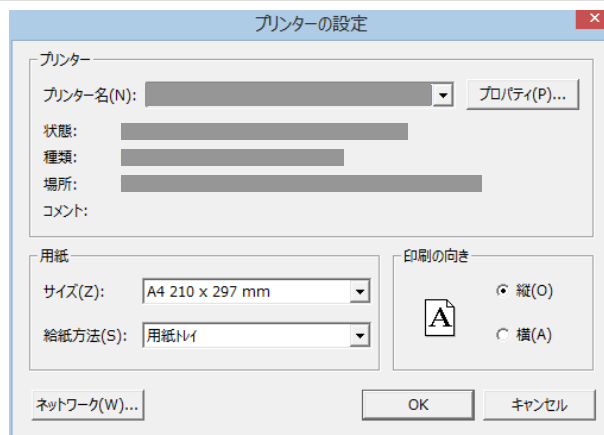 プリンターの設定
プリンター
プリンター名(N):
プロパティ(P)...
状態:
種類:
場所:
コメント:
用紙
サイズ(Z): A4 210 x 297 mm
給紙方法(S): 用紙トレイ
印刷の向き
A
縦(O)
横(A)
ネットワーク(W)... OK キャンセル